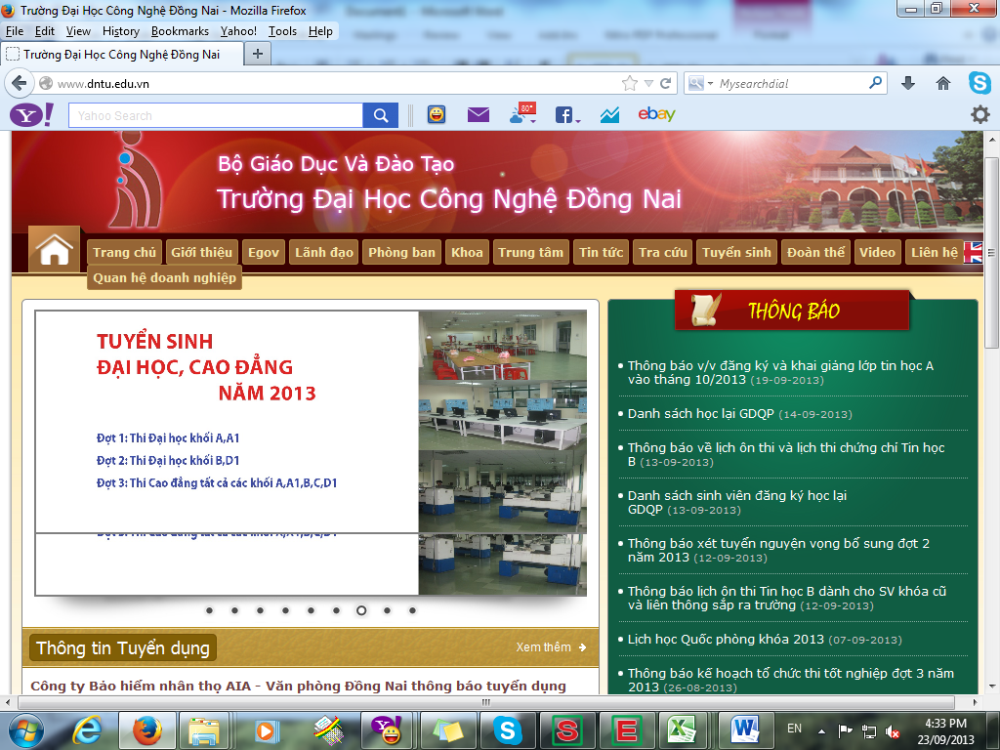 Trường Đại Học Công Nghệ Đồng Nai - Mozilla Firefox
File Edit View History Bookmarks Yahoo! Tools Help
Trường Đại Học Công Nghệ Đồng Nai
www.dntu.edu.vn
Mysearchdial
Y!
Yahoo Search
80°
ebay
Bộ Giáo Dục Và Đào Tạo
Trường Đại Học Công Nghệ Đồng Nai
Trang chủ Giới thiệu Egov Lãnh đạo Phòng ban Khoa Trung tâm Tin tức Tra cứu Tuyển sinh Đoàn thể Video Liên hệ
Quan hệ doanh nghiệp
TUYỂN SINH
ĐẠI HỌC, CAO ĐẲNG
NĂM 2013
Đợt 1: Thi Đại học khối A,A1
Đợt 2: Thi Đại học khối B,D1
Đợt 3: Thi Cao đẳng tất cả các khối A,A1,B,C,D1
THÔNG BÁO
Thông báo v/v đăng ký và khai giảng lớp tin học A
vào tháng 10/2013 (19-09-2013)
Danh sách học lại GDQP (14-09-2013)
Thông báo về lịch ôn thi và lịch thi chứng chỉ Tin học
B (13-09-2013)
Danh sách sinh viên đăng ký học lại
GDQP (13-09-2013)
Thông báo xét tuyển nguyện vọng bổ sung đợt 2
năm 2013 (12-09-2013)
Thông báo lịch ôn thi Tin học B dành cho SV khóa cũ
và liên thông sắp ra trường (12-09-2013)
Lịch học Quốc phòng khóa 2013 (07-09-2013)
Thông báo kế hoạch tổ chức thi tốt nghiệp đợt 3 năm
2013 (26-08-2013)
Thông tin Tuyển dụng
Xem thêm
Công ty Bảo hiểm nhân thọ AIA - Văn phòng Đồng Nai thông báo tuyển dụng
EN
4:33 PM
23/09/2013